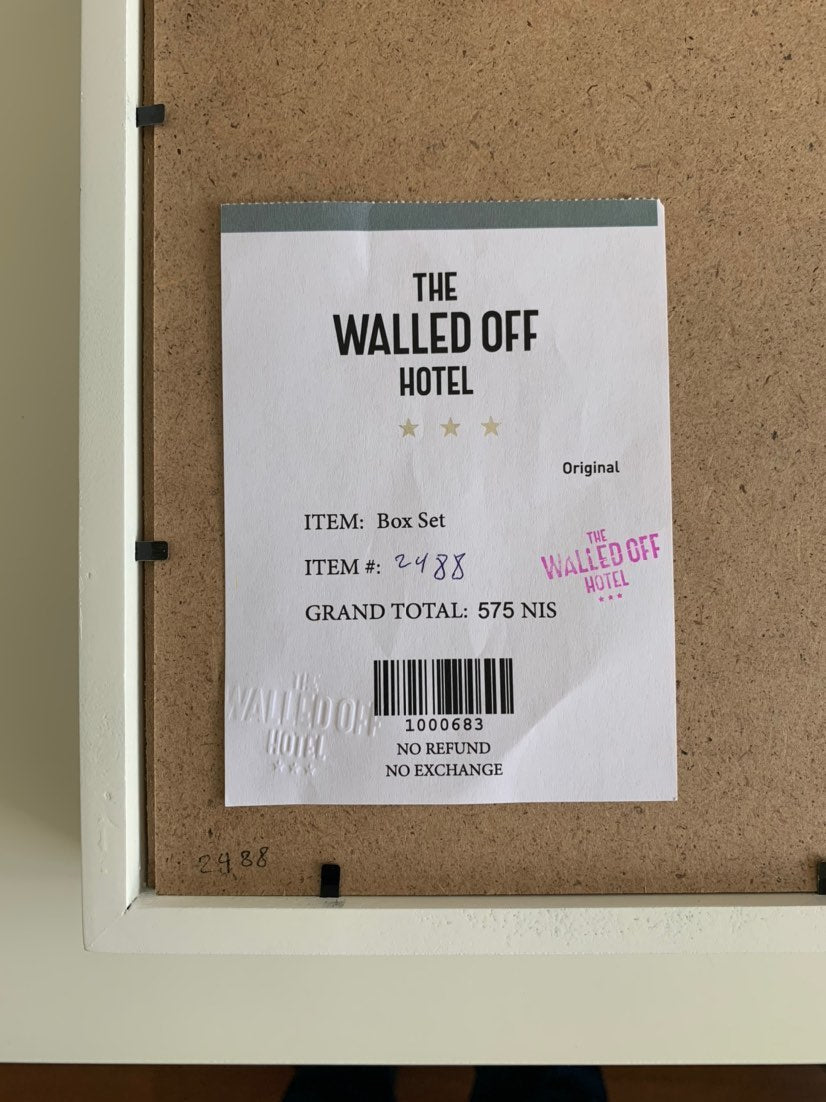 THE
WALLED OFF
HOTEL
Original
ITEM: Box Set
ITEM #: 2488
THE
WALLED OFF
HOTEL
GRAND TOTAL: 575 NIS
THE
WALLED OFF
HOTEL
1000683
NO REFUND
NO EXCHANGE
2488